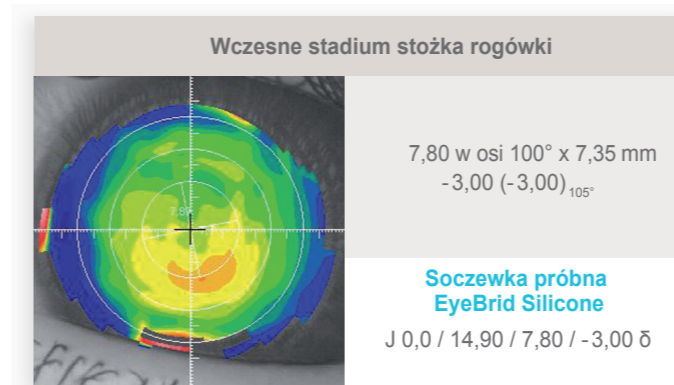 Wczesne stadium stożka rogówki
7,80 w osi 100° x 7,35 mm
-3,00 (-3,00) 105°
Soczewka próbna
EyeBrid Silicone
J 0,0 / 14,90 / 7,80 / -3,00 δ